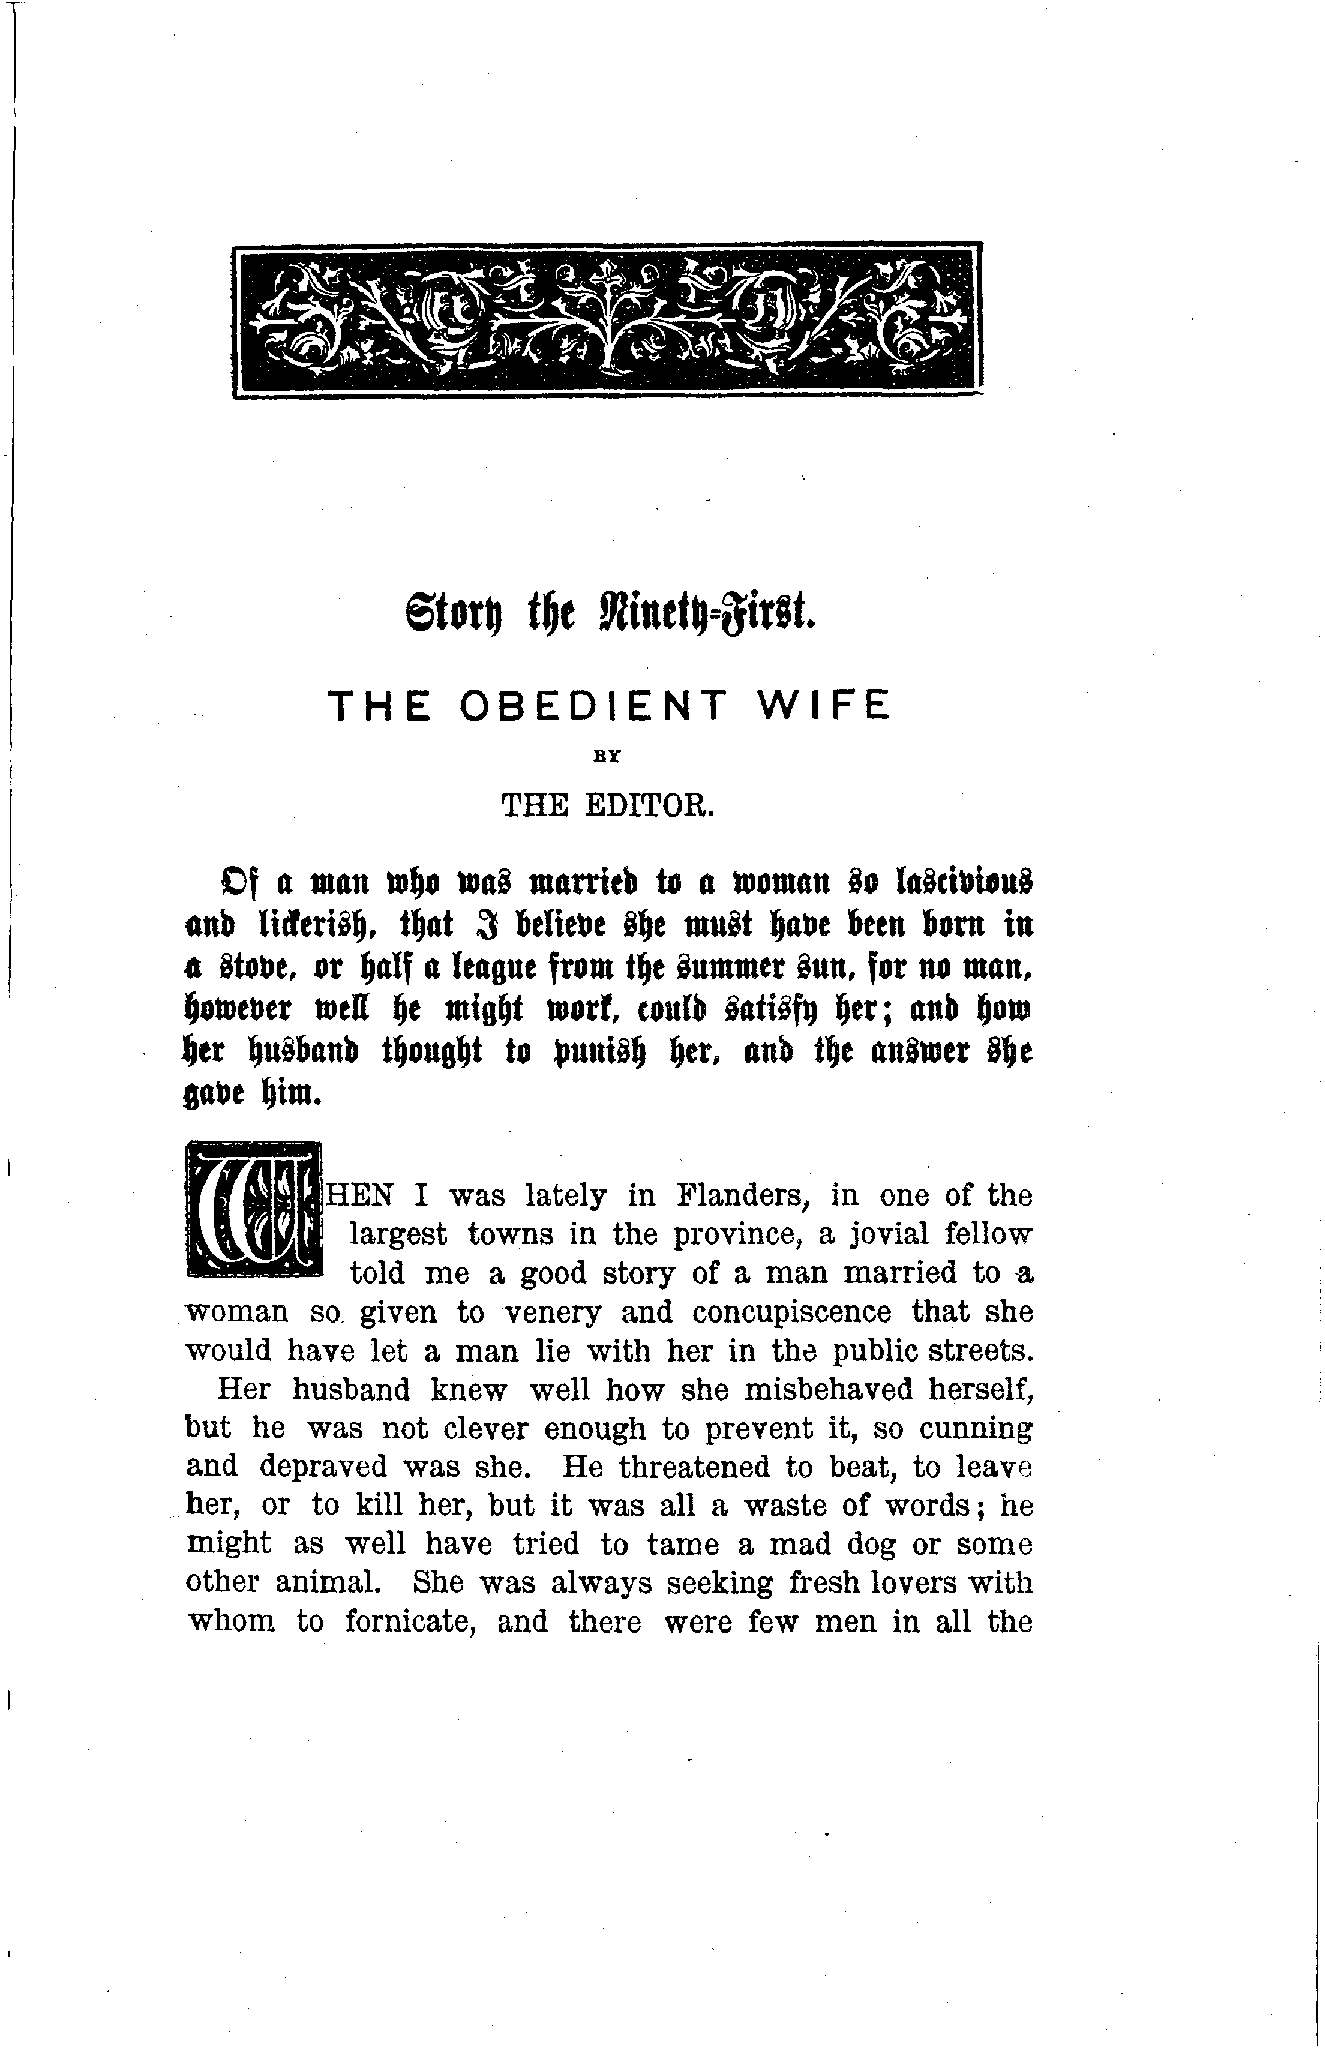 Story the Ninety-First.
THE OBEDIENT WIFE
BY
THE EDITOR.
Of a man who was married to a woman so lascivious
and lickerish, that I believe she must have been born in
a stove, or half a league from the summer sun, for no man,
however well he might work, could satisfy her; and how
her husband thought to punish her, and the answer she
gave him.
WHEN I was lately in Flanders, in one of the
largest towns in the province, a jovial fellow
told me a good story of a man married to a
woman so given to venery and concupiscence that she
would have let a man lie with her in the public streets.
Her husband knew well how she misbehaved herself,
but he was not clever enough to prevent it, so cunning
and depraved was she. He threatened to beat, to leave
her, or to kill her, but it was all a waste of words; he
might as well have tried to tame a mad dog or some
other animal. She was always seeking fresh lovers with
whom to fornicate, and there were few men in all the